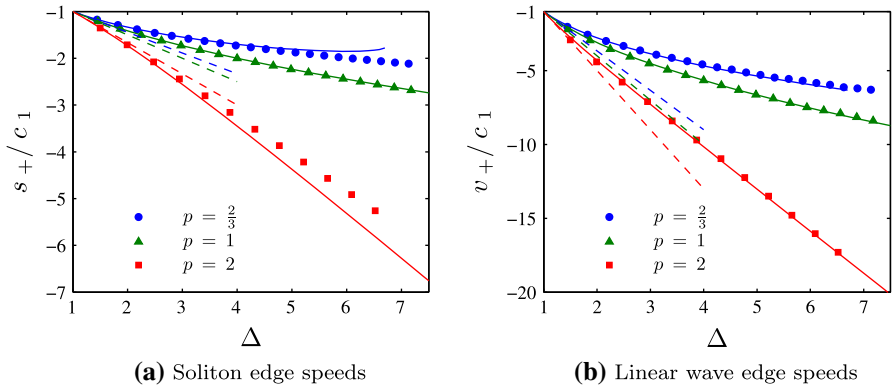 −1
−2
−3
−4
−5
−6
−7
s₊/c₁
p = 2/3
p = 1
p = 2
1 2 3 4 5 6 7
Δ
(a) Soliton edge speeds
−1
−5
−10
−15
−20
v₊/c₁
p = 2/3
p = 1
p = 2
1 2 3 4 5 6 7
Δ
(b) Linear wave edge speeds